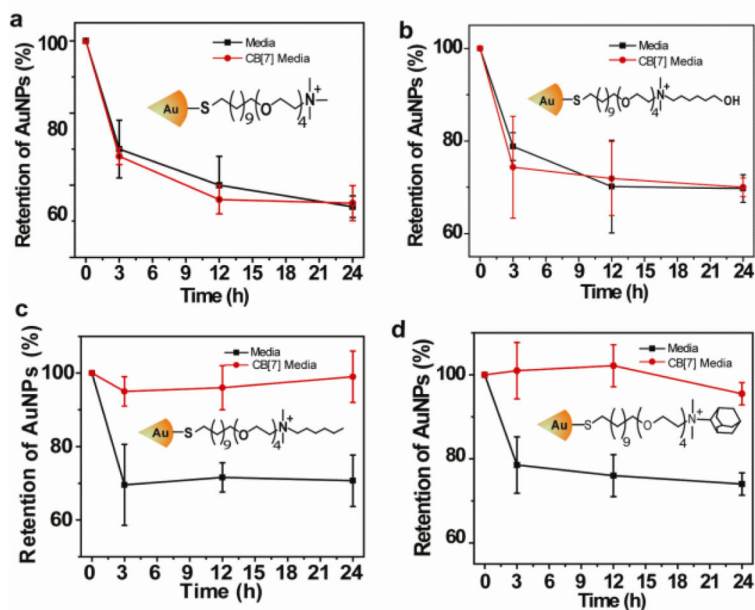 a
100
80
60
Retention of AuNPs (%)
0 3 6 9 12 15 18 21 24
Time (h)
Media
CB[7] Media
Au
S
9
O
4
N
+
b
100
90
80
70
60
Retention of AuNPs (%)
0 3 6 9 12 15 18 21 24
Time (h)
Media
CB[7] Media
Au
S
9
O
4
N
+
OH
c
100
80
60
Retention of AuNPs (%)
0 3 6 9 12 15 18 21 24
Time (h)
Media
CB[7] Media
Au
S
9
O
4
N
+
d
100
80
60
Retention of AuNPs (%)
0 3 6 9 12 15 18 21 24
Time (h)
Media
CB[7] Media
Au
S
9
O
4
N
+